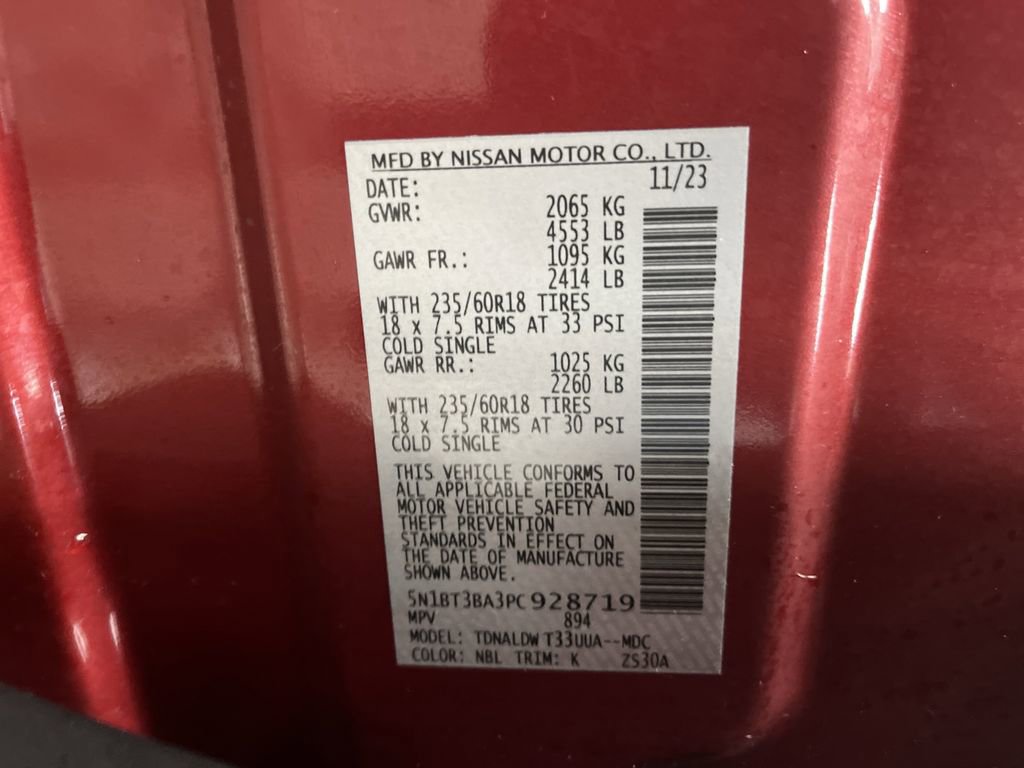 MFD BY NISSAN MOTOR CO., LTD.
DATE: 11/23
GVWR: 2065 KG
4553 LB
GAWR FR.: 1095 KG
2414 LB
WITH 235/60R18 TIRES
18 x 7.5 RIMS AT 33 PSI
COLD SINGLE
GAWR RR.: 1025 KG
2260 LB
WITH 235/60R18 TIRES
18 x 7.5 RIMS AT 30 PSI
COLD SINGLE
THIS VEHICLE CONFORMS TO
ALL APPLICABLE FEDERAL
MOTOR VEHICLE SAFETY AND
THEFT PREVENTION
STANDARDS IN EFFECT ON
THE DATE OF MANUFACTURE
SHOWN ABOVE.
5N1BT3BA3PC928719
MPV 894
MODEL: TDNALDW T33UUA--MDC
COLOR: NBL TRIM: K ZS30A